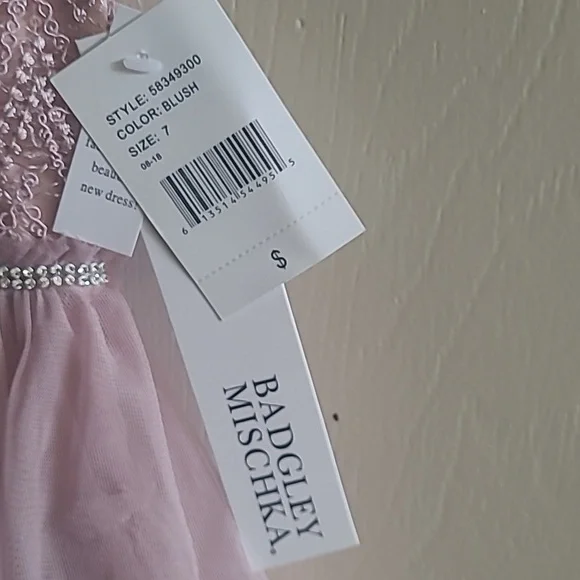 STYLE: 58349300
COLOR: BLUSH
SIZE: 7
08-18
6 13514 54495 5
$
beau
new dress!
BADGLEY
MISCHKA.